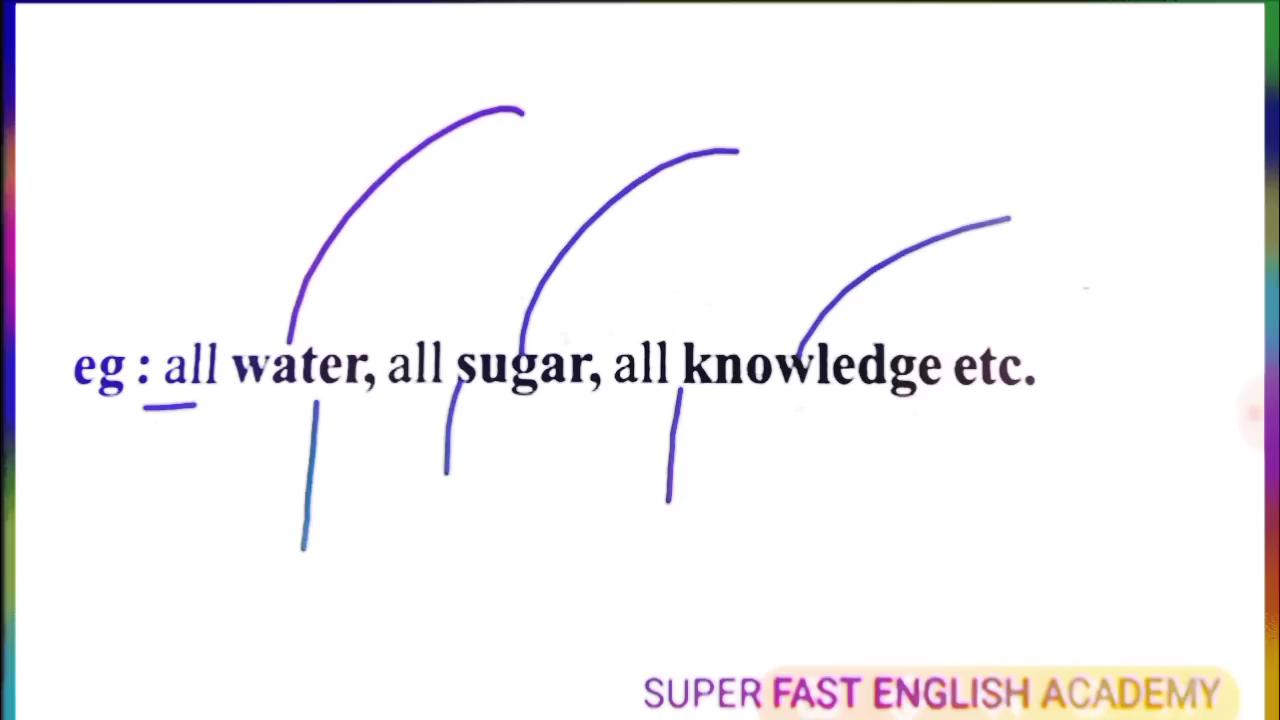 eg : all water, all sugar, all knowledge etc.
SUPER FAST ENGLISH ACADEMY